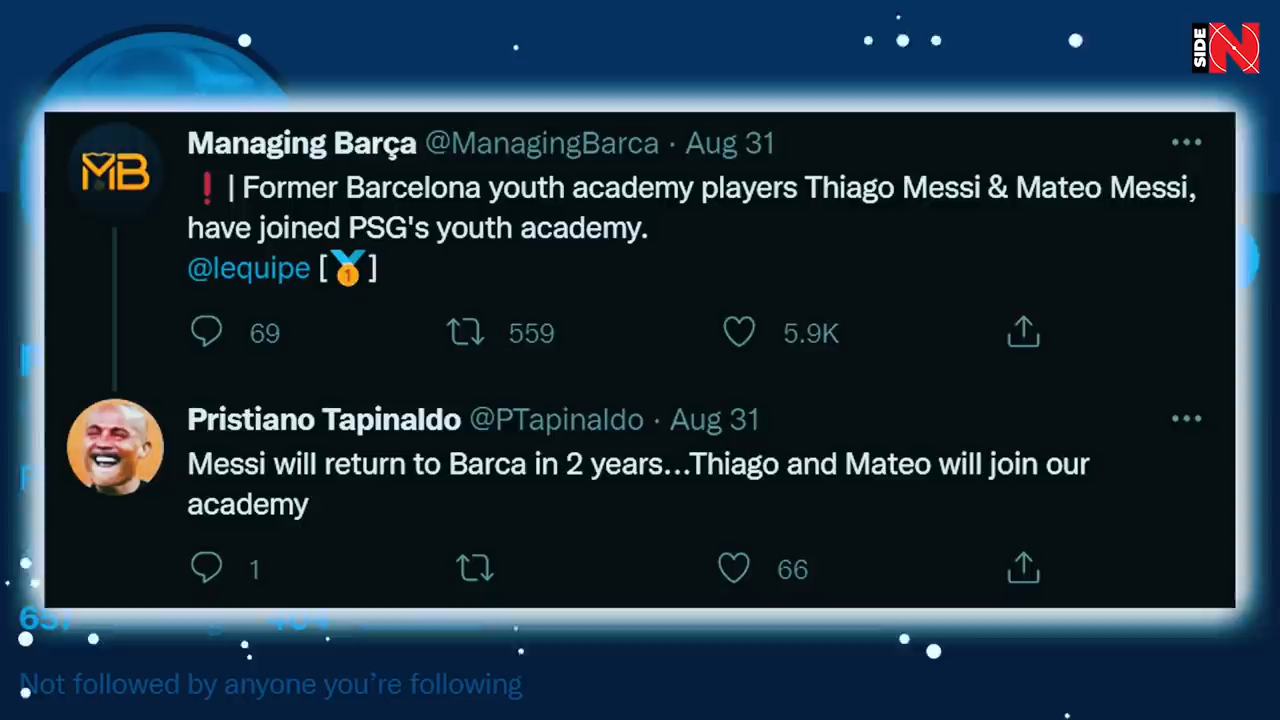 SIDE N
MB
Managing Barça @ManagingBarca · Aug 31
❗ | Former Barcelona youth academy players Thiago Messi & Mateo Messi,
have joined PSG's youth academy.
@lequipe [🥇]
69 559 5.9K
Pristiano Tapinaldo @PTapinaldo · Aug 31
Messi will return to Barca in 2 years...Thiago and Mateo will join our
academy
1 66
Not followed by anyone you're following